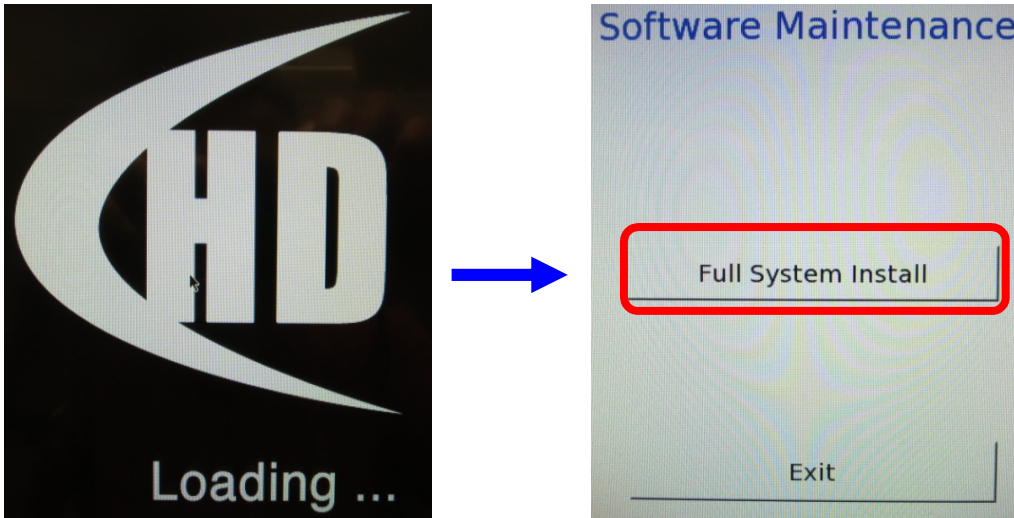 HD
Loading ...
Software Maintenance
Full System Install
Exit